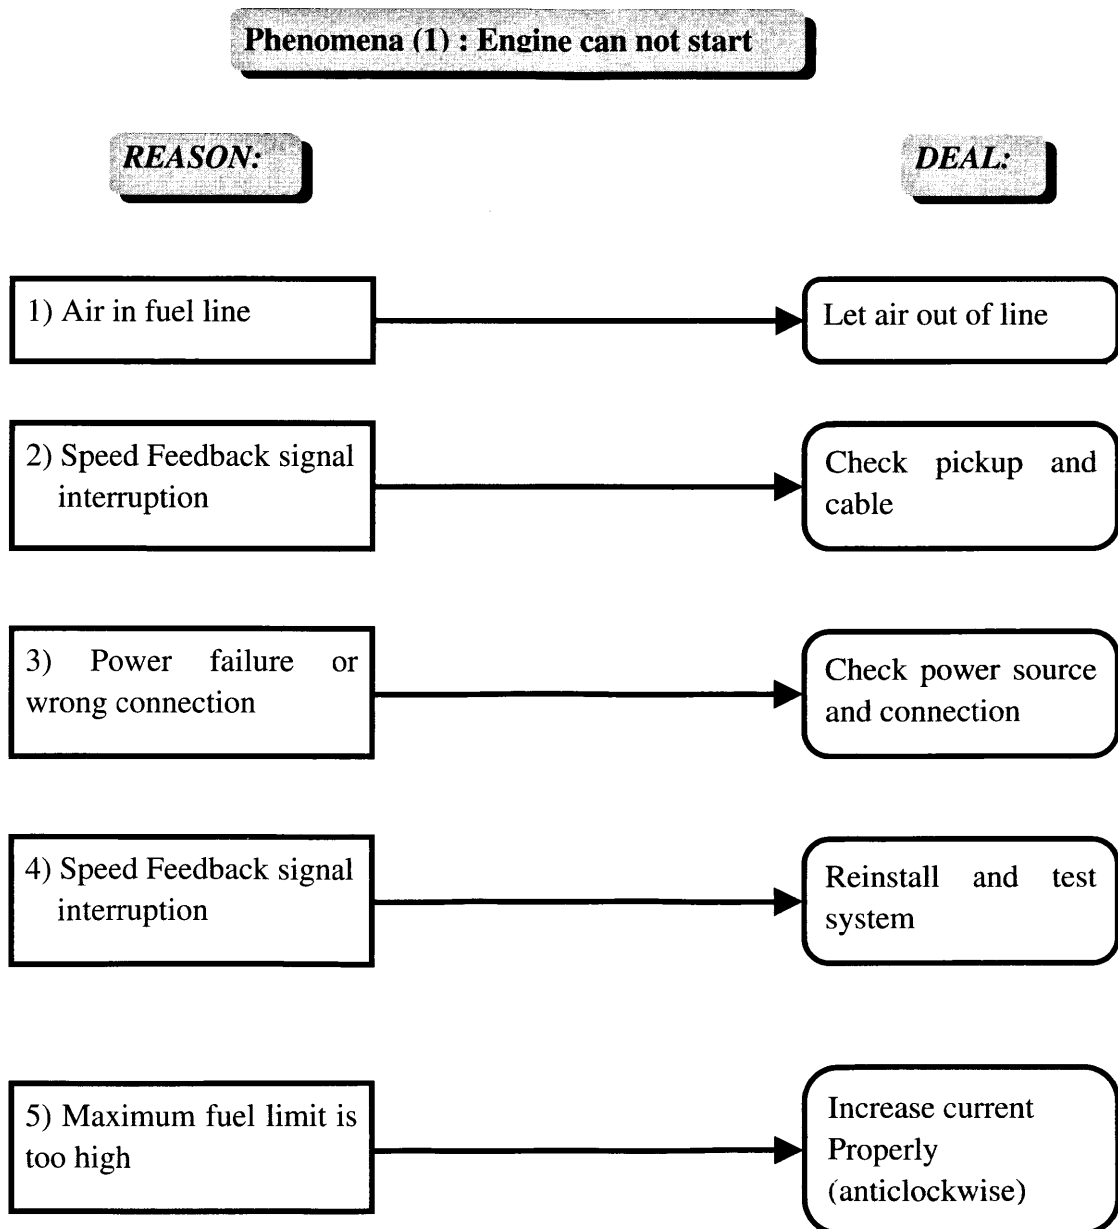 Phenomena (1) : Engine can not start
REASON:
DEAL:
1) Air in fuel line
Let air out of line
2) Speed Feedback signal
interruption
Check pickup and
cable
3) Power failure or
wrong connection
Check power source
and connection
4) Speed Feedback signal
interruption
Reinstall and test
system
5) Maximum fuel limit is
too high
Increase current
Properly
(anticlockwise)